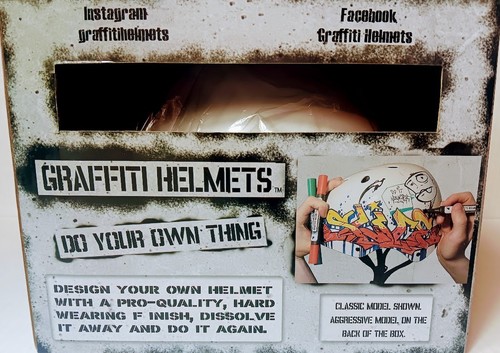 Instagram
graffitihelmets
Facebook
Graffiti Helmets
GRAFFITI HELMETS™
DO YOUR OWN THING
DESIGN YOUR OWN HELMET
WITH A PRO-QUALITY, HARD
WEARING F INISH, DISSOLVE
IT AWAY AND DO IT AGAIN.
CLASSIC MODEL SHOWN.
AGGRESSIVE MODEL ON THE
BACK OF THE BOX.